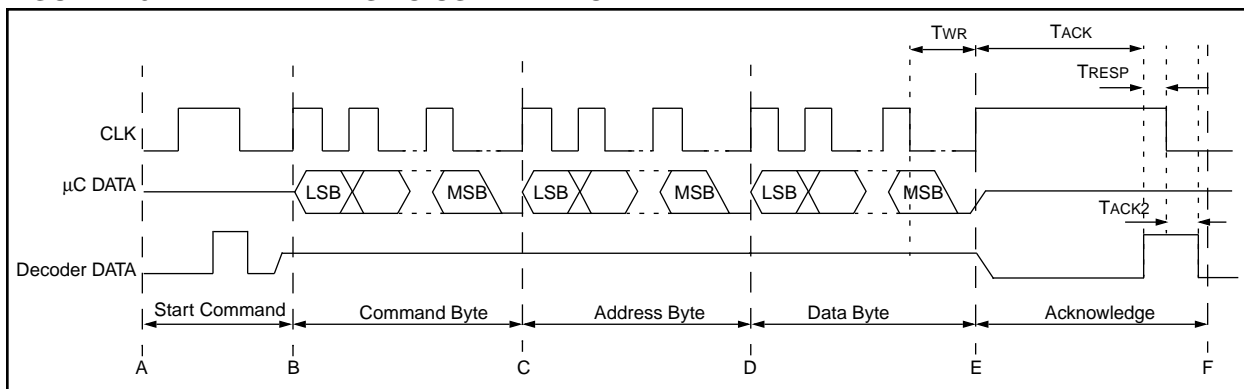 TWR
TACK
TRESP
CLK
µC DATA
LSB
MSB
LSB
MSB
LSB
MSB
TACK2
Decoder DATA
Start Command
Command Byte
Address Byte
Data Byte
Acknowledge
A
B
C
D
E
F